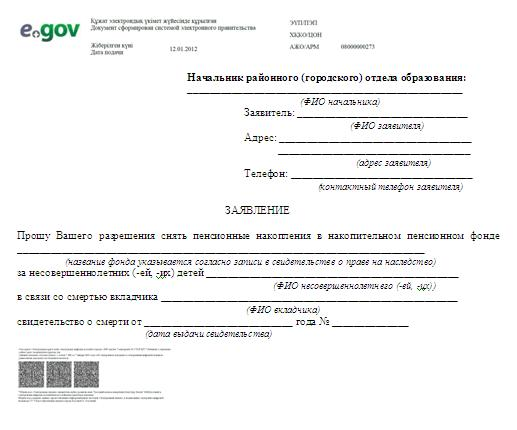 e.gov
Құжат электрондық үкімет жүйесінде құрылған
Документ сформирован системой электронного правительства
Жіберілген күні
Дата подачи
12.01.2012
ЭҮП/ПЭП
ХҚКО/ЦОН
АЖО/АРМ 08000000273
Начальник районного (городского) отдела образования:
(ФИО начальника)
Заявитель:
(ФИО заявителя)
Адрес:
(адрес заявителя)
Телефон:
(контактный телефон заявителя)
ЗАЯВЛЕНИЕ
Прошу Вашего разрешения снять пенсионные накопления в накопительном пенсионном фонде
(название фонда указывается согласно записи в свидетельстве о праве на наследство)
за несовершеннолетних (-ей, -их) детей
(ФИО несовершеннолетнего (-ей, -их))
в связи со смертью вкладчика
(ФИО вкладчика)
свидетельство о смерти от года №
(дата выдачи свидетельства)